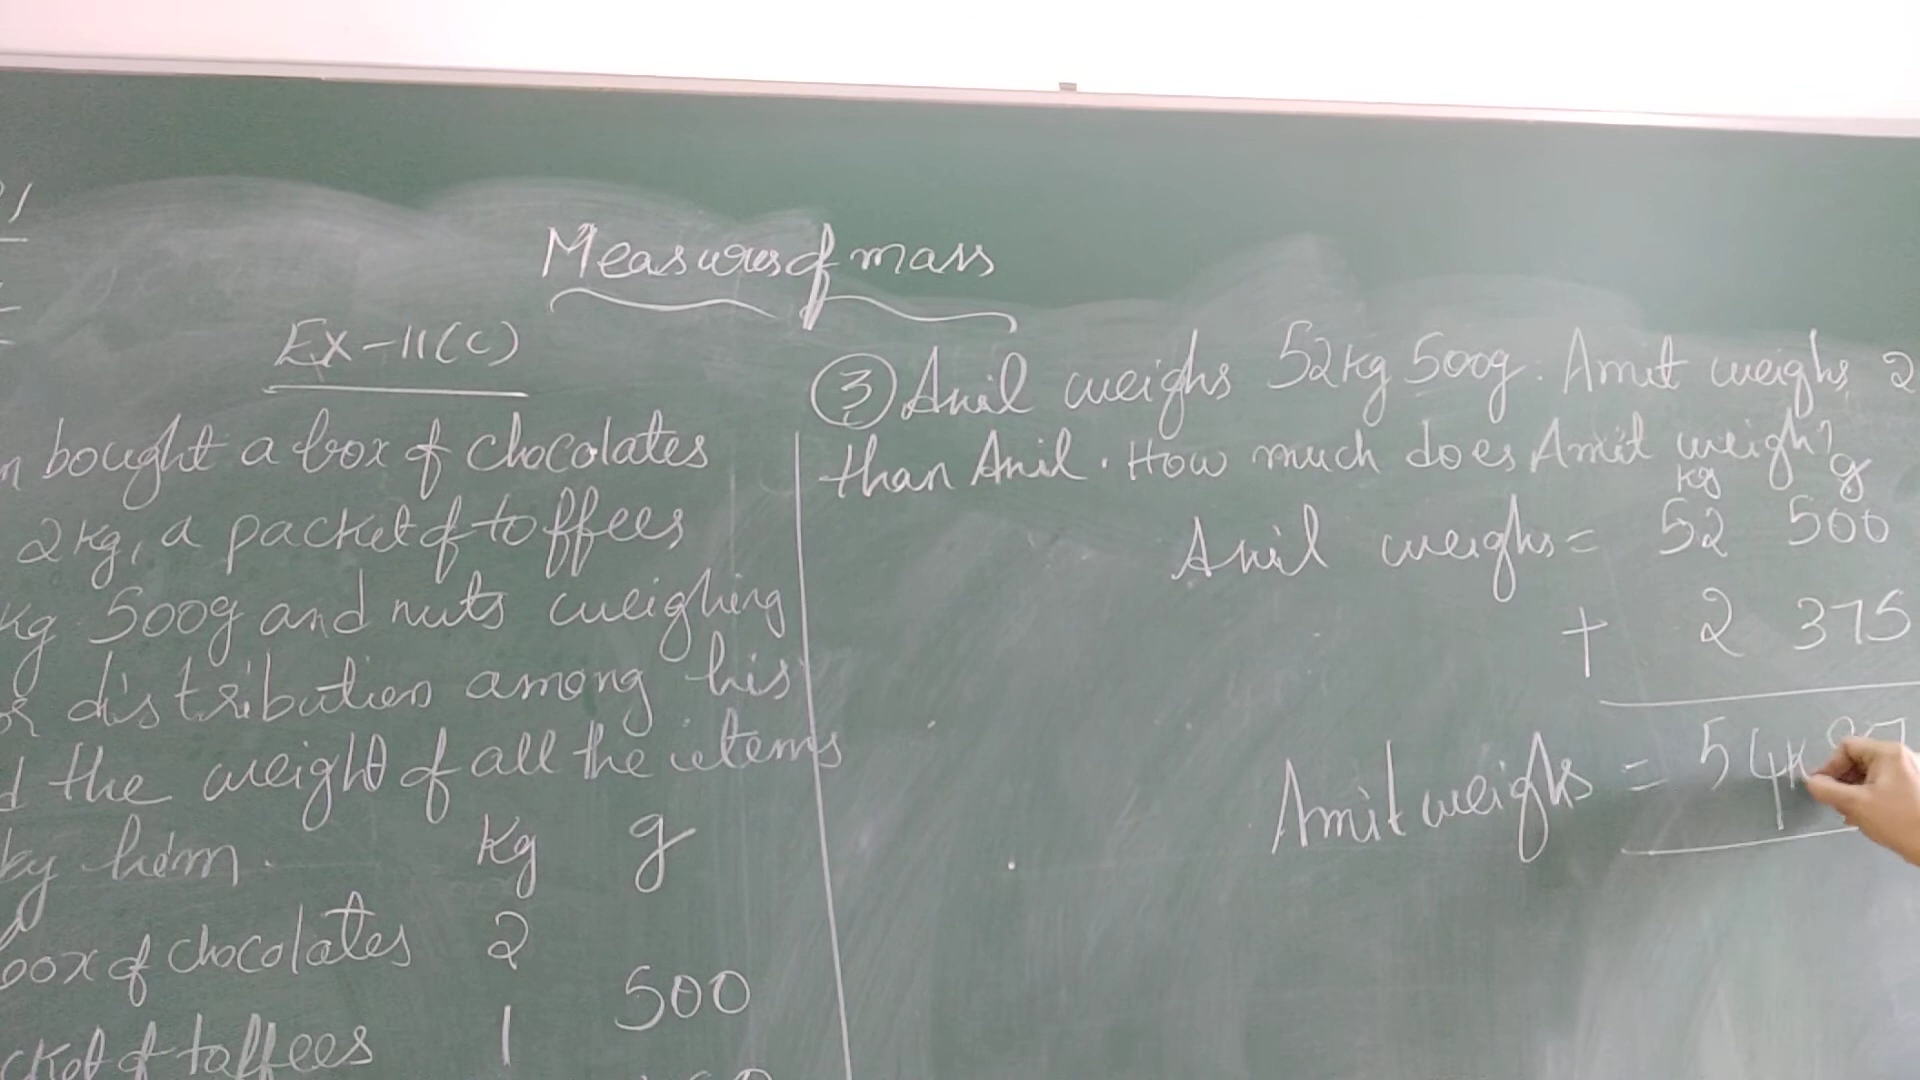 Measures of mass
Ex-11(c)
bought a box of chocolates
2kg, a packet of toffees
kg 500g and nuts weighing
distribution among his
the weight of all the items
by him.
kg g
box of chocolates 2
500
of toffees 1
③ Anil weighs 52kg 500g. Amit weighs 2
than Anil. How much does Amit weigh?
kg g
Anil weighs = 52 500
+ 2 375
Amit weighs = 54k